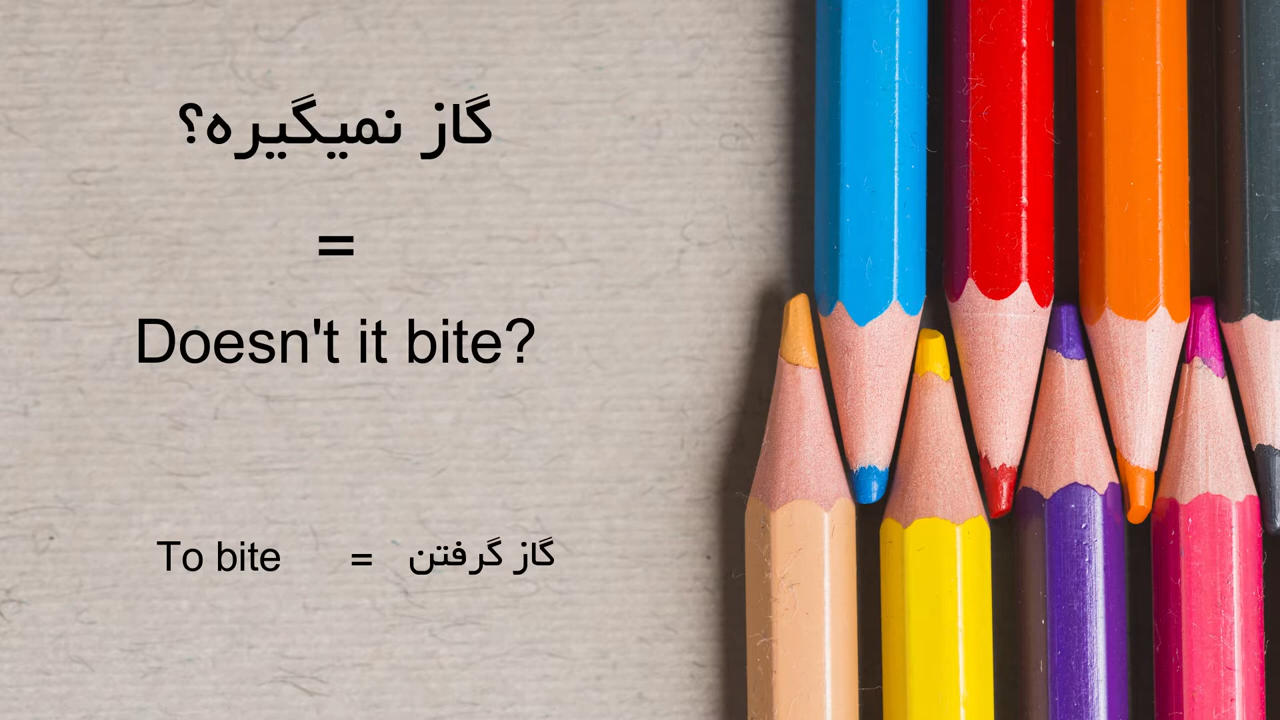 گاز نمیگیره؟
=
Doesn't it bite?
To bite = گاز گرفتن